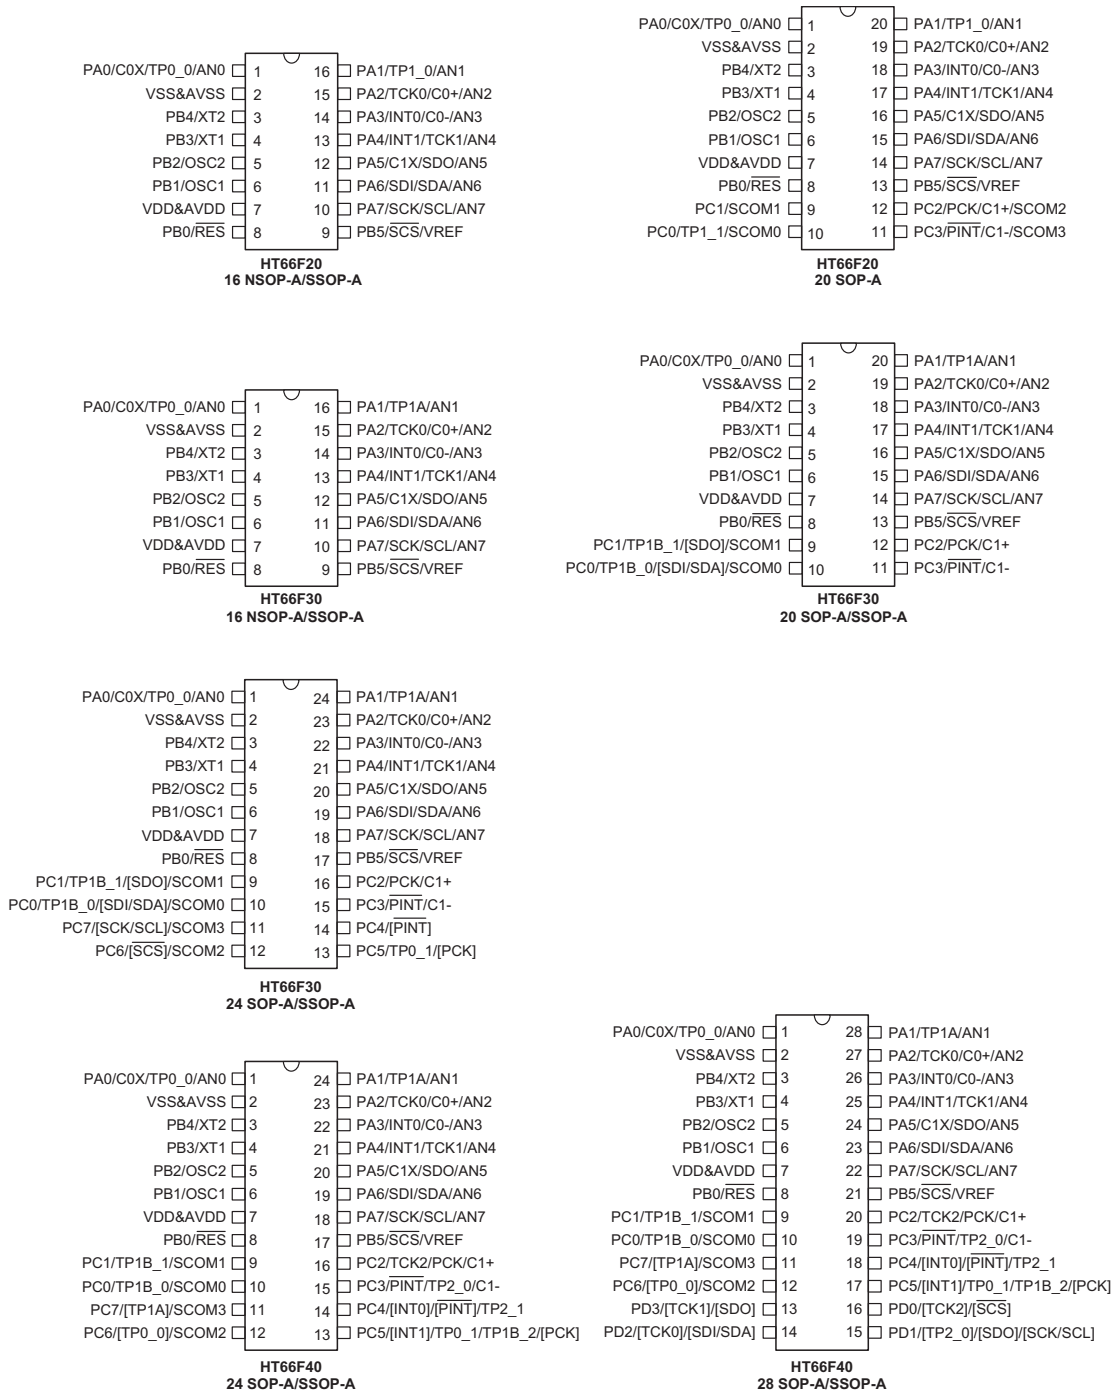 PA0/C0X/TP0_0/AN0 1 16 PA1/TP1_0/AN1
VSS&AVSS 2 15 PA2/TCK0/C0+/AN2
PB4/XT2 3 14 PA3/INT0/C0-/AN3
PB3/XT1 4 13 PA4/INT1/TCK1/AN4
PB2/OSC2 5 12 PA5/C1X/SDO/AN5
PB1/OSC1 6 11 PA6/SDI/SDA/AN6
VDD&AVDD 7 10 PA7/SCK/SCL/AN7
PB0/RES 8 9 PB5/SCS/VREF
HT66F20
16 NSOP-A/SSOP-A
PA0/C0X/TP0_0/AN0 1 20 PA1/TP1_0/AN1
VSS&AVSS 2 19 PA2/TCK0/C0+/AN2
PB4/XT2 3 18 PA3/INT0/C0-/AN3
PB3/XT1 4 17 PA4/INT1/TCK1/AN4
PB2/OSC2 5 16 PA5/C1X/SDO/AN5
PB1/OSC1 6 15 PA6/SDI/SDA/AN6
VDD&AVDD 7 14 PA7/SCK/SCL/AN7
PB0/RES 8 13 PB5/SCS/VREF
PC1/SCOM1 9 12 PC2/PCK/C1+/SCOM2
PC0/TP1_1/SCOM0 10 11 PC3/PINT/C1-/SCOM3
HT66F20
20 SOP-A
PA0/C0X/TP0_0/AN0 1 16 PA1/TP1A/AN1
VSS&AVSS 2 15 PA2/TCK0/C0+/AN2
PB4/XT2 3 14 PA3/INT0/C0-/AN3
PB3/XT1 4 13 PA4/INT1/TCK1/AN4
PB2/OSC2 5 12 PA5/C1X/SDO/AN5
PB1/OSC1 6 11 PA6/SDI/SDA/AN6
VDD&AVDD 7 10 PA7/SCK/SCL/AN7
PB0/RES 8 9 PB5/SCS/VREF
HT66F30
16 NSOP-A/SSOP-A
PA0/C0X/TP0_0/AN0 1 20 PA1/TP1A/AN1
VSS&AVSS 2 19 PA2/TCK0/C0+/AN2
PB4/XT2 3 18 PA3/INT0/C0-/AN3
PB3/XT1 4 17 PA4/INT1/TCK1/AN4
PB2/OSC2 5 16 PA5/C1X/SDO/AN5
PB1/OSC1 6 15 PA6/SDI/SDA/AN6
VDD&AVDD 7 14 PA7/SCK/SCL/AN7
PB0/RES 8 13 PB5/SCS/VREF
PC1/TP1B_1/[SDO]/SCOM1 9 12 PC2/PCK/C1+
PC0/TP1B_0/[SDI/SDA]/SCOM0 10 11 PC3/PINT/C1-
HT66F30
20 SOP-A/SSOP-A
PA0/C0X/TP0_0/AN0 1 24 PA1/TP1A/AN1
VSS&AVSS 2 23 PA2/TCK0/C0+/AN2
PB4/XT2 3 22 PA3/INT0/C0-/AN3
PB3/XT1 4 21 PA4/INT1/TCK1/AN4
PB2/OSC2 5 20 PA5/C1X/SDO/AN5
PB1/OSC1 6 19 PA6/SDI/SDA/AN6
VDD&AVDD 7 18 PA7/SCK/SCL/AN7
PB0/RES 8 17 PB5/SCS/VREF
PC1/TP1B_1/[SDO]/SCOM1 9 16 PC2/PCK/C1+
PC0/TP1B_0/[SDI/SDA]/SCOM0 10 15 PC3/PINT/C1-
PC7/[SCK/SCL]/SCOM3 11 14 PC4/[PINT]
PC6/[SCS]/SCOM2 12 13 PC5/TP0_1/[PCK]
HT66F30
24 SOP-A/SSOP-A
PA0/C0X/TP0_0/AN0 1 24 PA1/TP1A/AN1
VSS&AVSS 2 23 PA2/TCK0/C0+/AN2
PB4/XT2 3 22 PA3/INT0/C0-/AN3
PB3/XT1 4 21 PA4/INT1/TCK1/AN4
PB2/OSC2 5 20 PA5/C1X/SDO/AN5
PB1/OSC1 6 19 PA6/SDI/SDA/AN6
VDD&AVDD 7 18 PA7/SCK/SCL/AN7
PB0/RES 8 17 PB5/SCS/VREF
PC1/TP1B_1/SCOM1 9 16 PC2/TCK2/PCK/C1+
PC0/TP1B_0/SCOM0 10 15 PC3/PINT/TP2_0/C1-
PC7/[TP1A]/SCOM3 11 14 PC4/[INT0]/[PINT]/TP2_1
PC6/[TP0_0]/SCOM2 12 13 PC5/[INT1]/TP0_1/TP1B_2/[PCK]
HT66F40
24 SOP-A/SSOP-A
PA0/C0X/TP0_0/AN0 1 28 PA1/TP1A/AN1
VSS&AVSS 2 27 PA2/TCK0/C0+/AN2
PB4/XT2 3 26 PA3/INT0/C0-/AN3
PB3/XT1 4 25 PA4/INT1/TCK1/AN4
PB2/OSC2 5 24 PA5/C1X/SDO/AN5
PB1/OSC1 6 23 PA6/SDI/SDA/AN6
VDD&AVDD 7 22 PA7/SCK/SCL/AN7
PB0/RES 8 21 PB5/SCS/VREF
PC1/TP1B_1/SCOM1 9 20 PC2/TCK2/PCK/C1+
PC0/TP1B_0/SCOM0 10 19 PC3/PINT/TP2_0/C1-
PC7/[TP1A]/SCOM3 11 18 PC4/[INT0]/[PINT]/TP2_1
PC6/[TP0_0]/SCOM2 12 17 PC5/[INT1]/TP0_1/TP1B_2/[PCK]
PD3/[TCK1]/[SDO] 13 16 PD0/[TCK2]/[SCS]
PD2/[TCK0]/[SDI/SDA] 14 15 PD1/[TP2_0]/[SDO]/[SCK/SCL]
HT66F40
28 SOP-A/SSOP-A